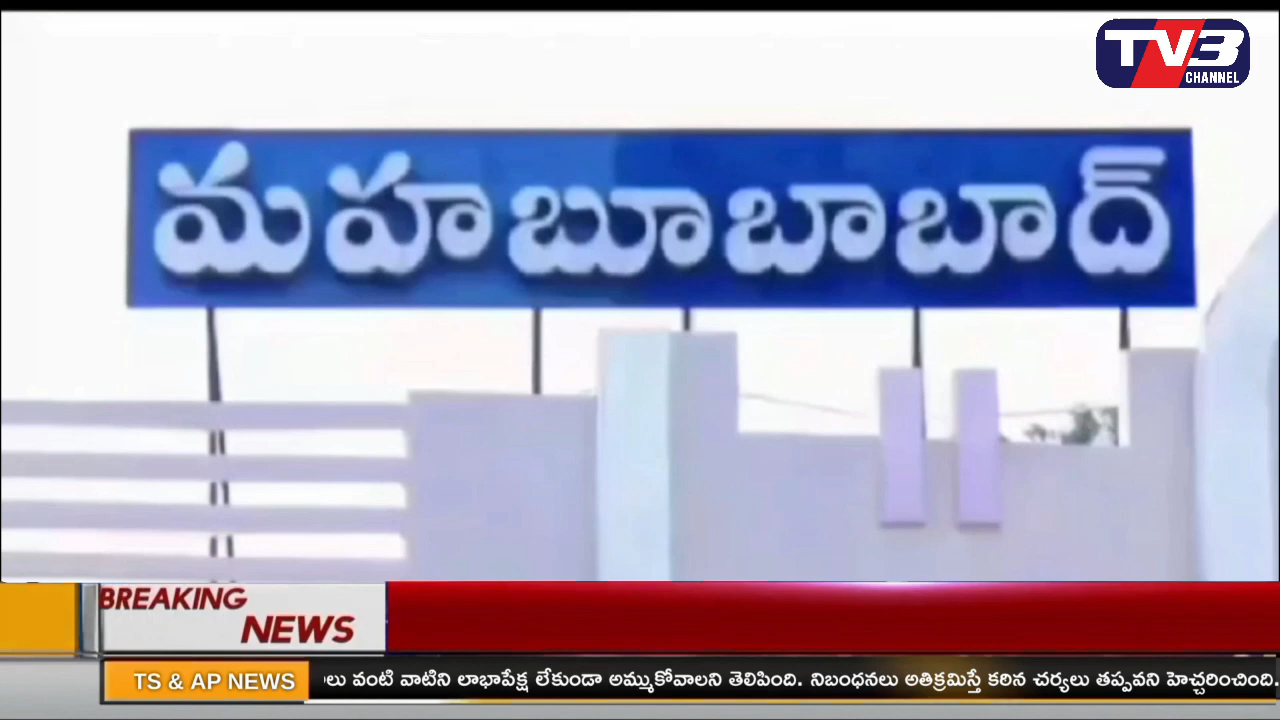 TV3
CHANNEL
మహబూబాబాద్
BREAKING
NEWS
TS & AP NEWS
వంటి వాటిని లాభాపేక్ష లేకుండా అమ్ముకోవాలని తెలిపింది. నిబంధనలు అతిక్రమిస్తే కఠిన చర్యలు తప్పవని హెచ్చరించింది.